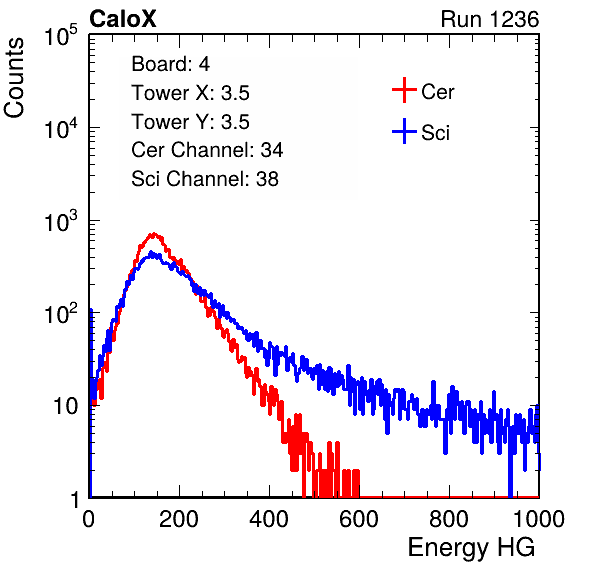 CaloX Run 1236
Counts
10^5
10^4
10^3
10^2
10
1
Board: 4
Tower X: 3.5
Tower Y: 3.5
Cer Channel: 34
Sci Channel: 38
Cer
Sci
0 200 400 600 800 1000
Energy HG